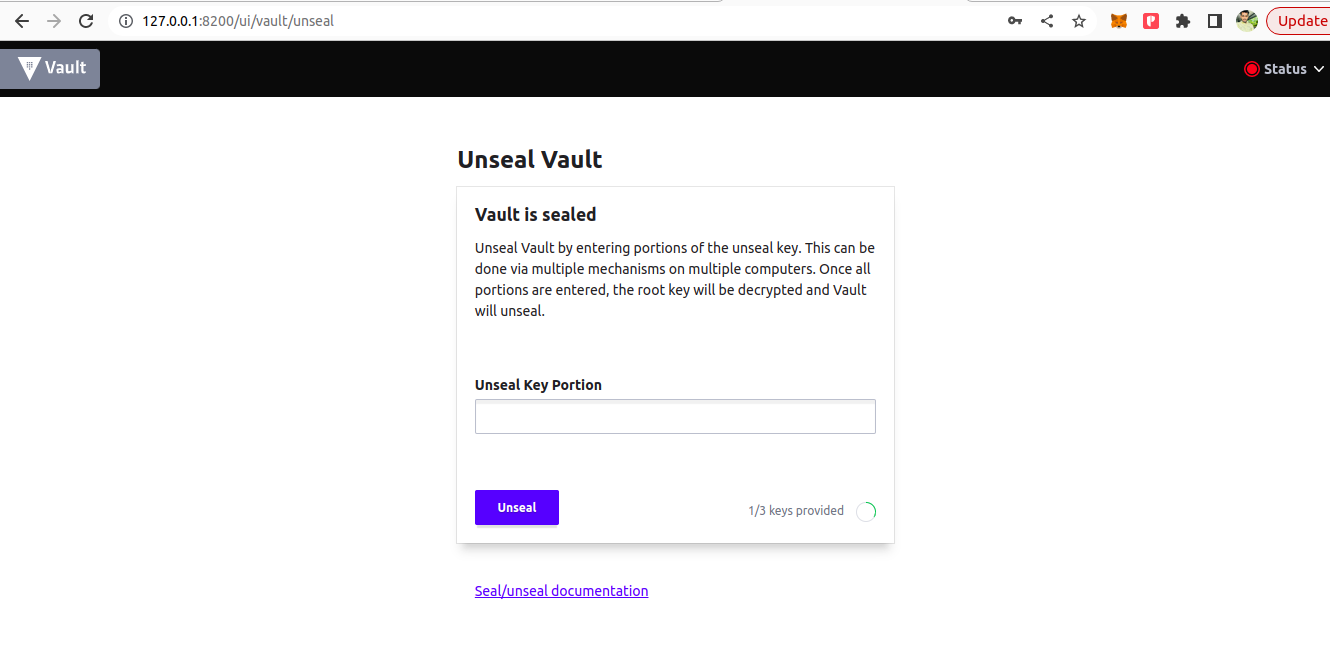 127.0.0.1:8200/ui/vault/unseal
Update
Vault
Status
Unseal Vault
Vault is sealed
Unseal Vault by entering portions of the unseal key. This can be
done via multiple mechanisms on multiple computers. Once all
portions are entered, the root key will be decrypted and Vault
will unseal.
Unseal Key Portion
Unseal
1/3 keys provided
Seal/unseal documentation